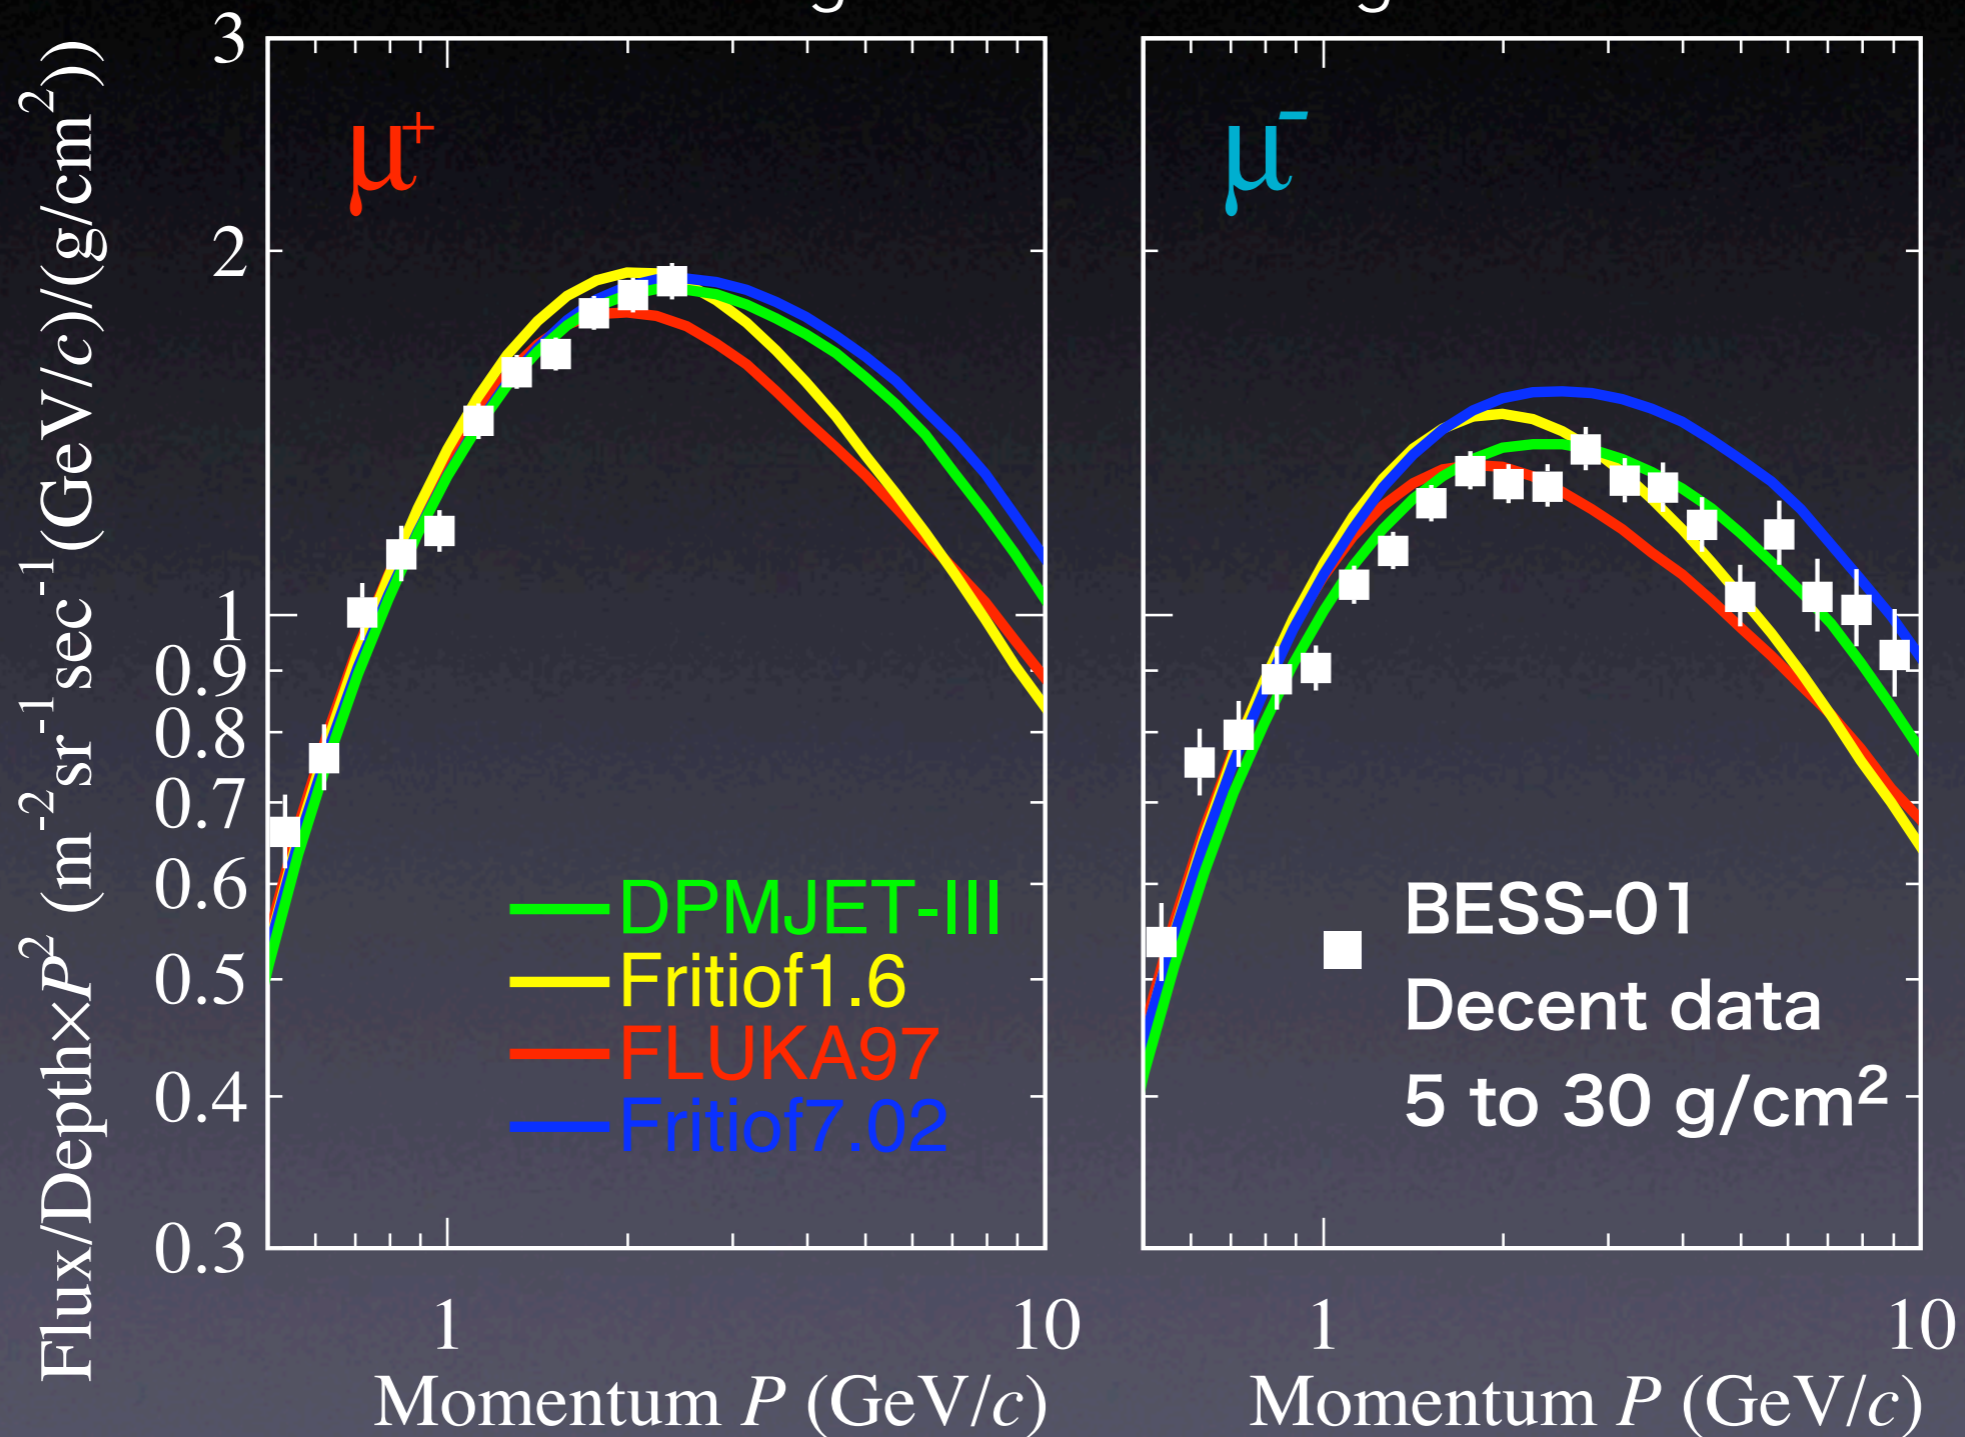 μ+
μ-
Flux/Depth×P² (m⁻²sr⁻¹sec⁻¹(GeV/c)/(g/cm²))
3
2
1
0.9
0.8
0.7
0.6
0.5
0.4
0.3
DPMJET-III
Fritiof1.6
FLUKA97
Fritiof7.02
BESS-01
Decent data
5 to 30 g/cm²
1
10
1
10
Momentum P (GeV/c)
Momentum P (GeV/c)